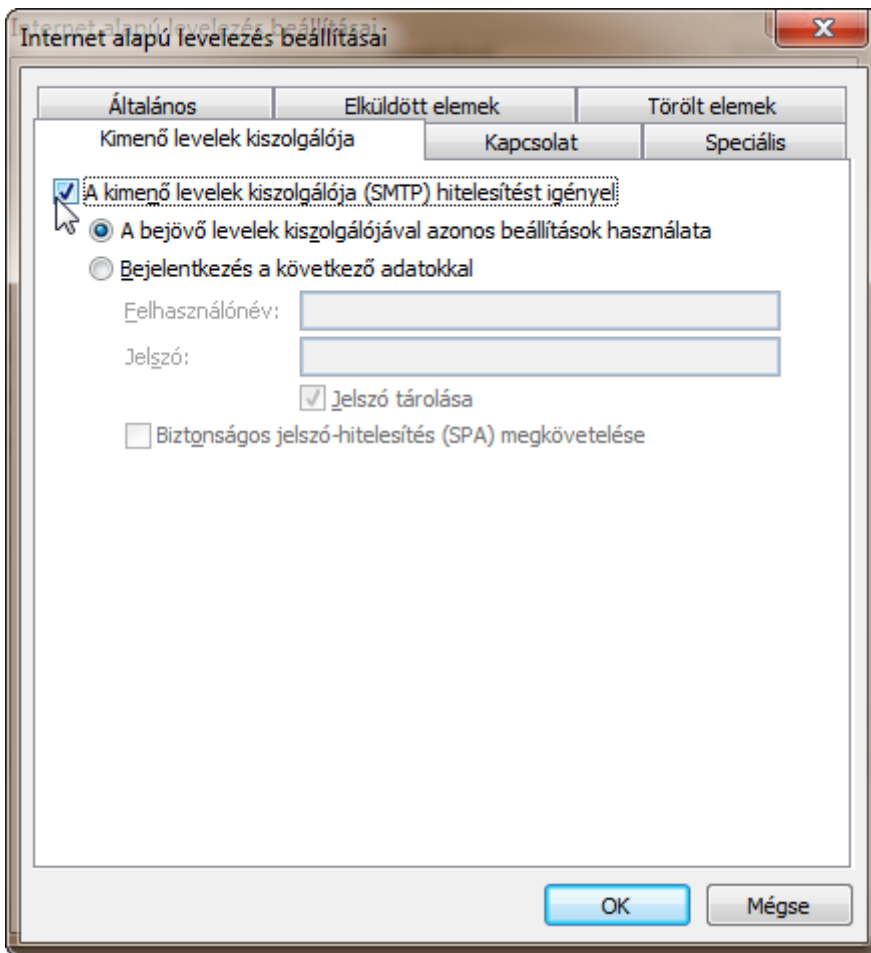 Internet alapú levelezés beállításai
Általános
Elküldött elemek
Törölt elemek
Kimenő levelek kiszolgálója
Kapcsolat
Speciális
A kimenő levelek kiszolgálója (SMTP) hitelesítést igényel
A bejövő levelek kiszolgálójával azonos beállítások használata
Bejelentkezés a következő adatokkal
Felhasználónév:
Jelszó:
Jelszó tárolása
Biztonságos jelszó-hitelesítés (SPA) megkövetelése
OK
Mégse